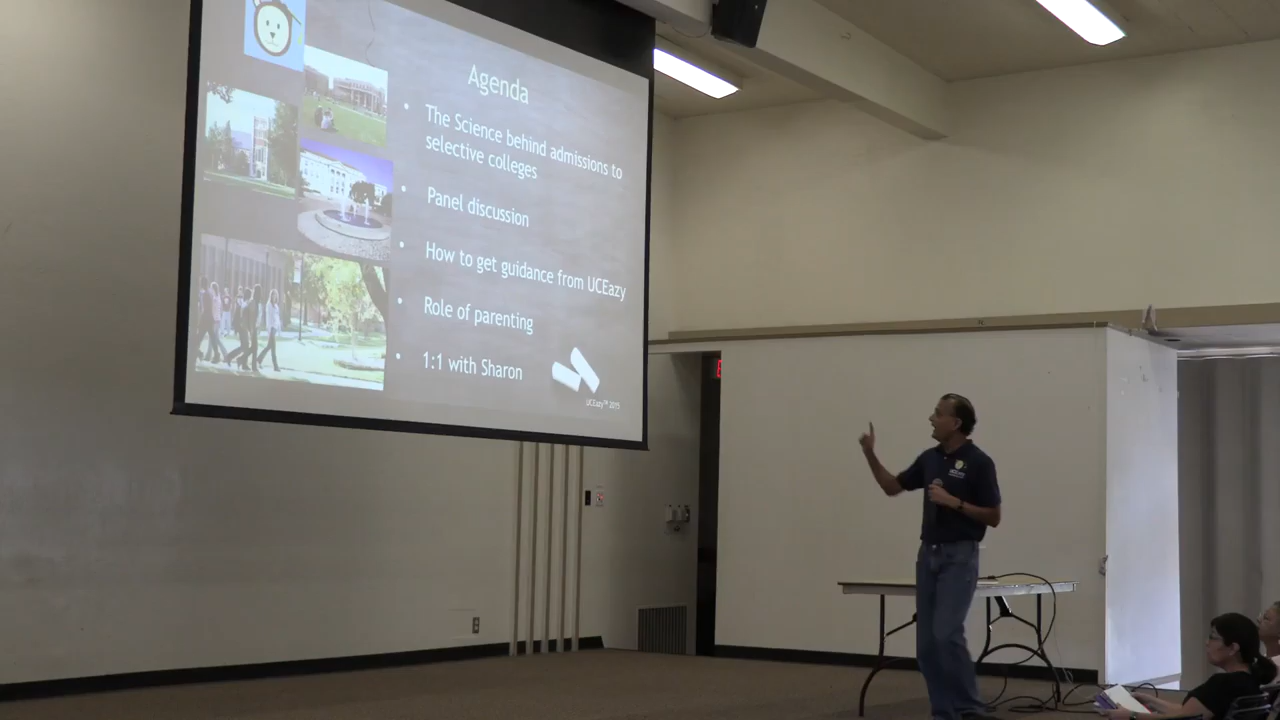 Agenda
The Science behind admissions to
selective colleges
Panel discussion
How to get guidance from UCEazy
Role of parenting
1:1 with Sharon
UCEazy™ 2015